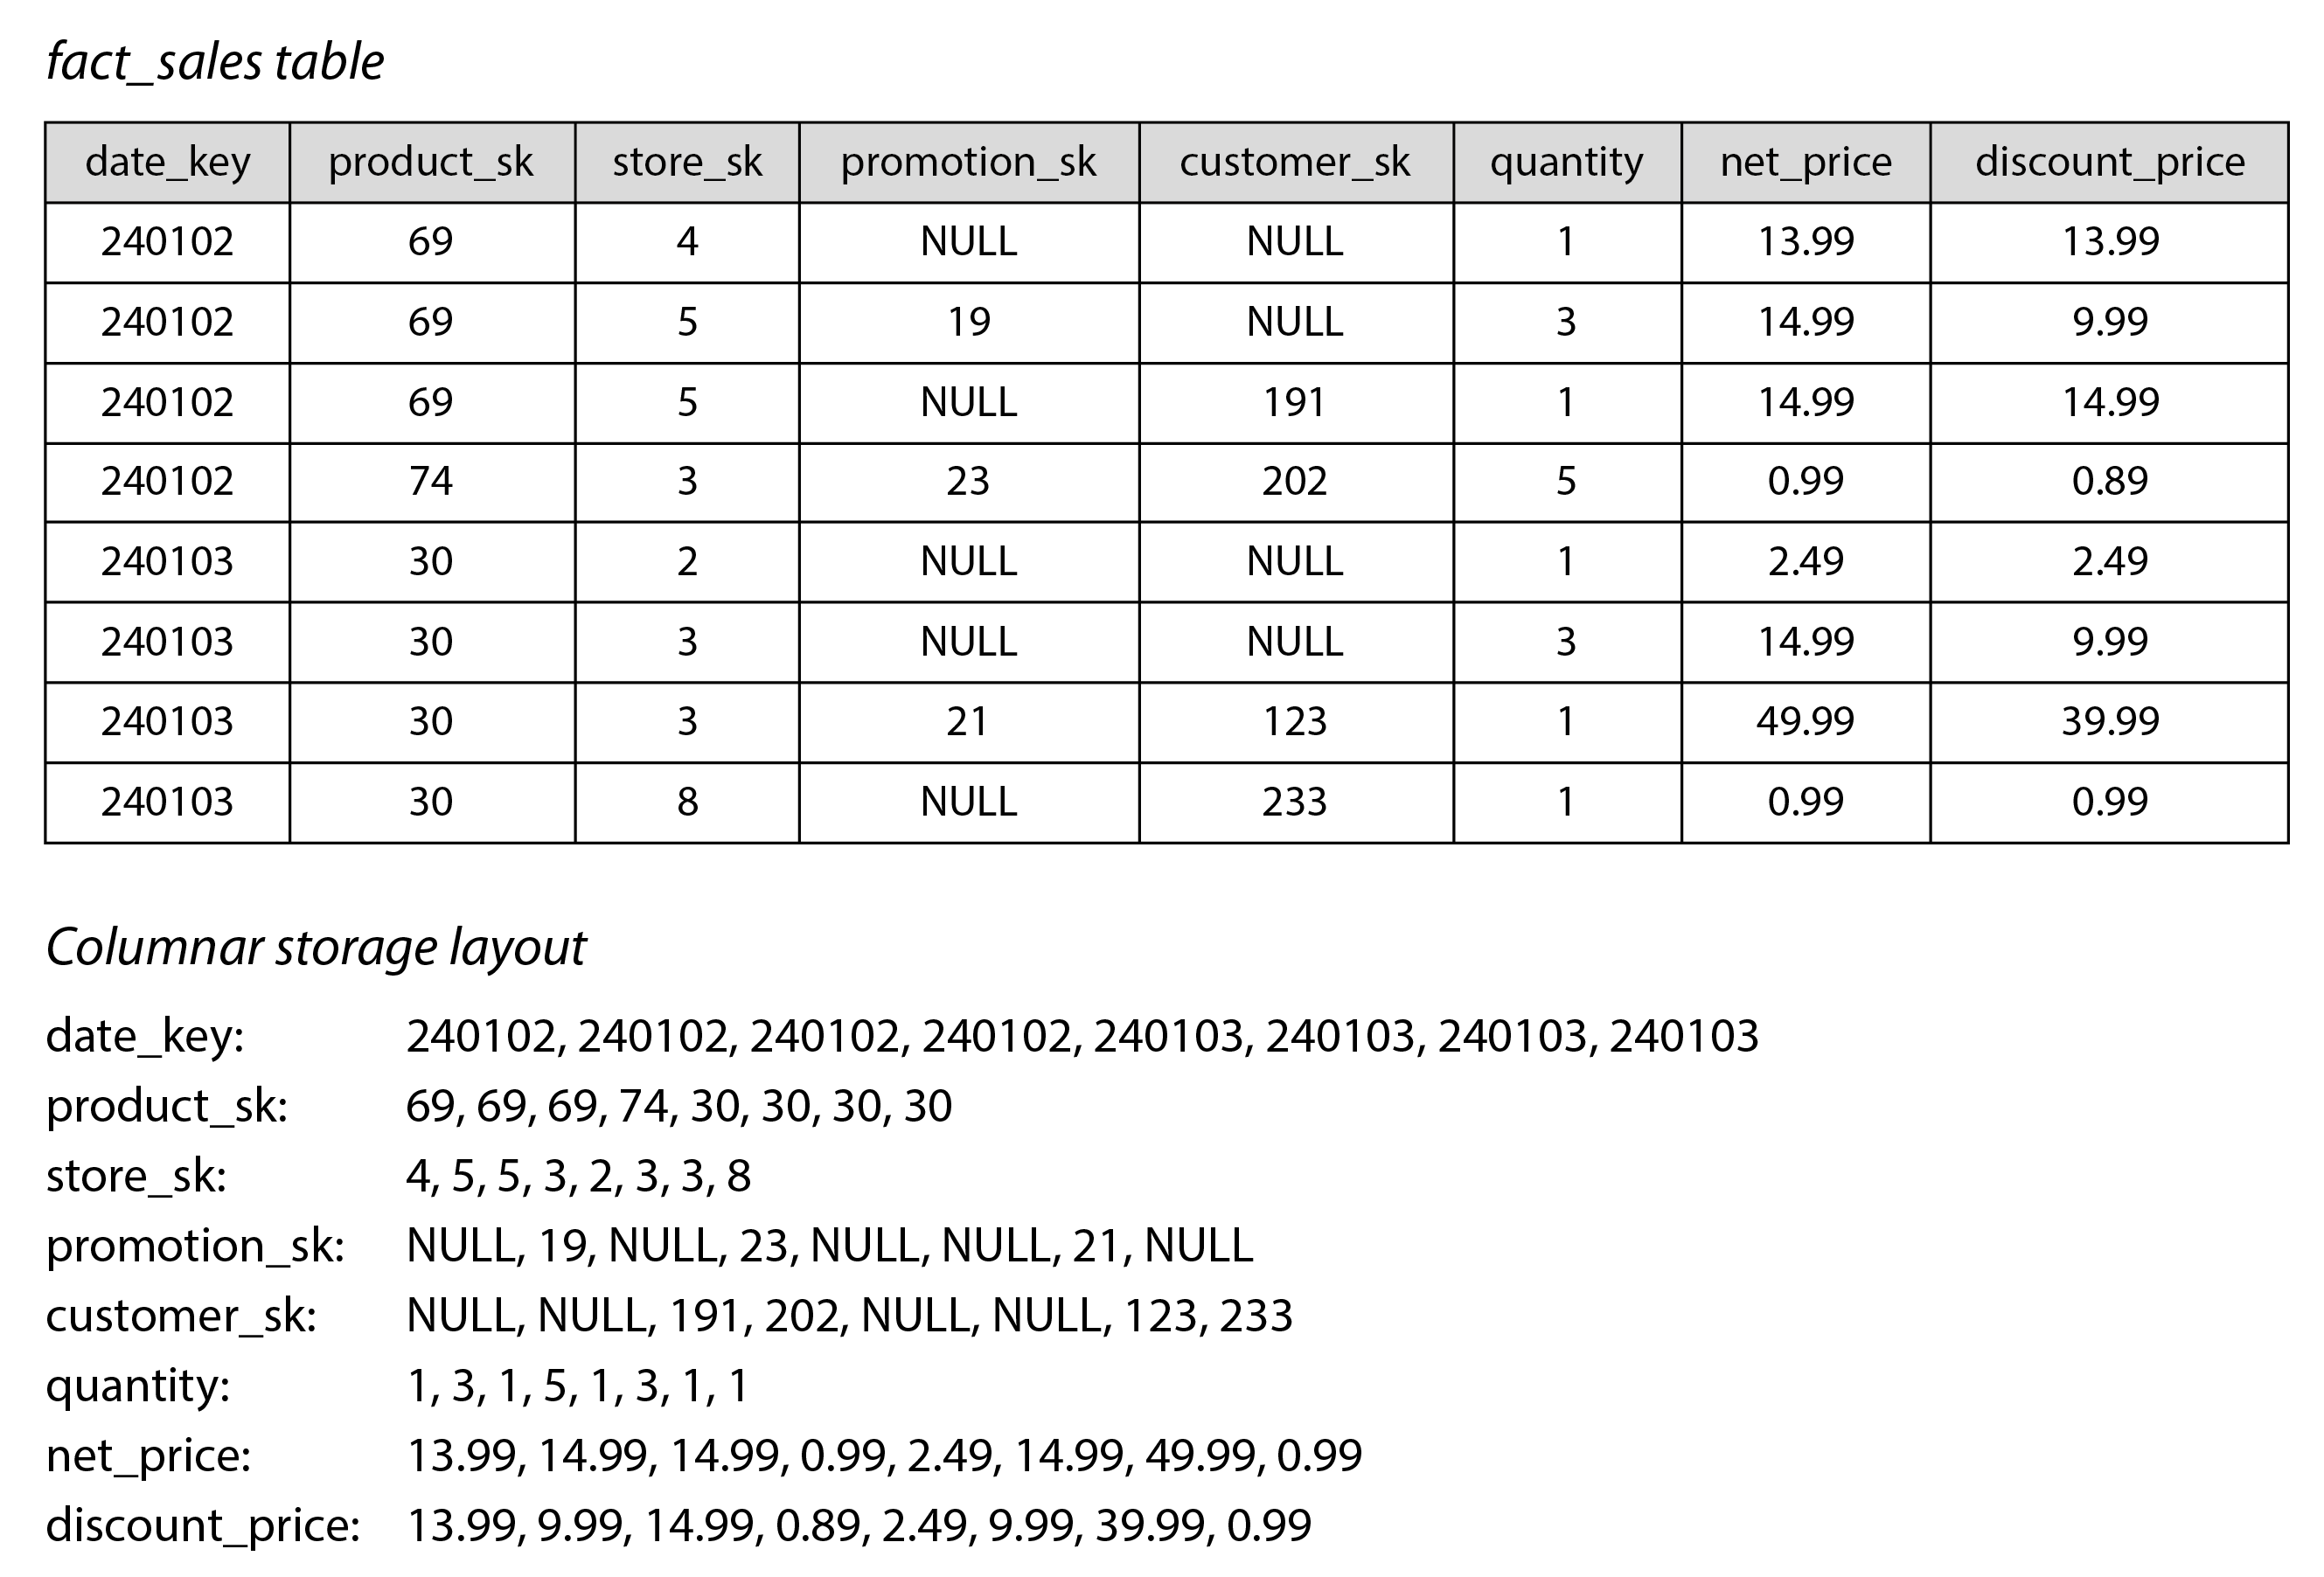 fact_sales table
date_key product_sk store_sk promotion_sk customer_sk quantity net_price discount_price
240102 69 4 NULL NULL 1 13.99 13.99
240102 69 5 19 NULL 3 14.99 9.99
240102 69 5 NULL 191 1 14.99 14.99
240102 74 3 23 202 5 0.99 0.89
240103 30 2 NULL NULL 1 2.49 2.49
240103 30 3 NULL NULL 3 14.99 9.99
240103 30 3 21 123 1 49.99 39.99
240103 30 8 NULL 233 1 0.99 0.99
Columnar storage layout
date_key: 240102, 240102, 240102, 240102, 240103, 240103, 240103, 240103
product_sk: 69, 69, 69, 74, 30, 30, 30, 30
store_sk: 4, 5, 5, 3, 2, 3, 3, 8
promotion_sk: NULL, 19, NULL, 23, NULL, NULL, 21, NULL
customer_sk: NULL, NULL, 191, 202, NULL, NULL, 123, 233
quantity: 1, 3, 1, 5, 1, 3, 1, 1
net_price: 13.99, 14.99, 14.99, 0.99, 2.49, 14.99, 49.99, 0.99
discount_price: 13.99, 9.99, 14.99, 0.89, 2.49, 9.99, 39.99, 0.99